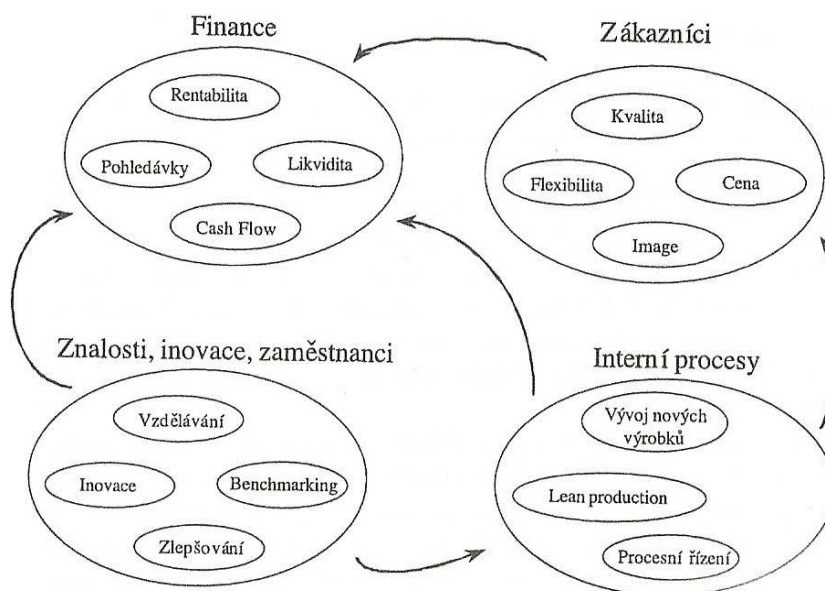 Finance
Rentabilita
Pohledávky
Likvidita
Cash Flow
Zákazníci
Kvalita
Flexibilita
Cena
Image
Znalosti, inovace, zaměstnanci
Vzdělávání
Inovace
Benchmarking
Zlepšování
Interní procesy
Vývoj nových
výrobků
Lean production
Procesní řízení